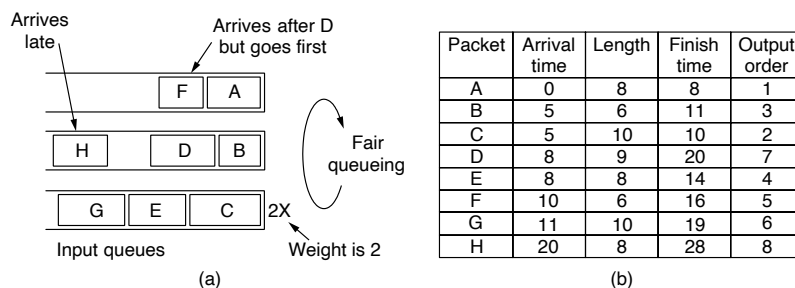 Arrives
late
Arrives after D
but goes first
F A
H D B
Fair
queueing
G E C 2X
Input queues
Weight is 2
(a)
Packet Arrival time Length Finish time Output order
A 0 8 8 1
B 5 6 11 3
C 5 10 10 2
D 8 9 20 7
E 8 8 14 4
F 10 6 16 5
G 11 10 19 6
H 20 8 28 8
(b)